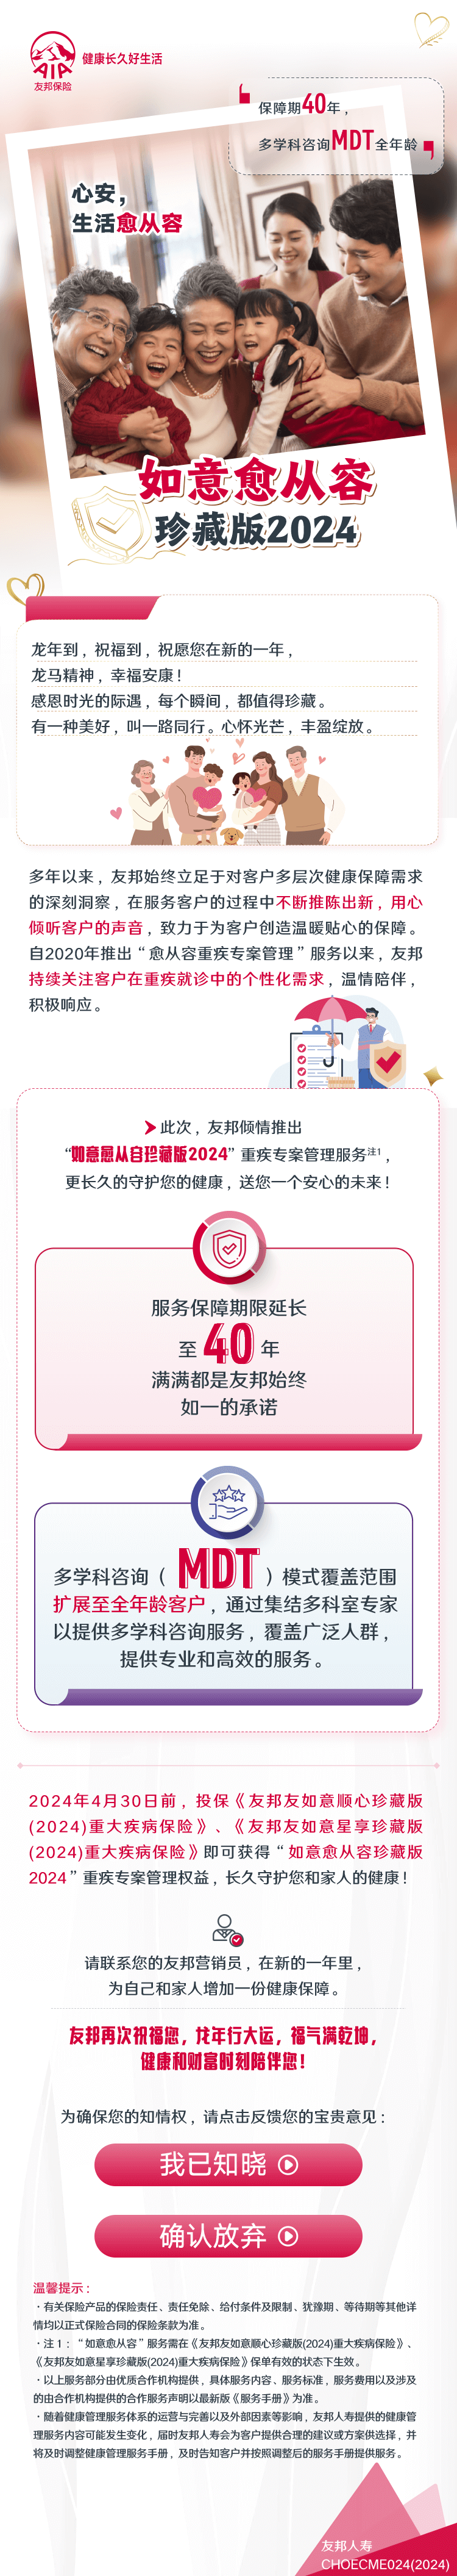 AIA
友邦保险
健康长久好生活
保障期40年，
多学科咨询MDT全年龄
心安，
生活愈从容
如意愈从容
珍藏版2024
龙年到，祝福到，祝愿您在新的一年，
龙马精神，幸福安康！
感恩时光的际遇，每个瞬间，都值得珍藏。
有一种美好，叫一路同行。心怀光芒，丰盈绽放。
多年以来，友邦始终立足于对客户多层次健康保障需求
的深刻洞察，在服务客户的过程中不断推陈出新，用心
倾听客户的声音，致力于为客户创造温暖贴心的保障。
自2020年推出“愈从容重疾专案管理”服务以来，友邦
持续关注客户在重疾就诊中的个性化需求，温情陪伴，
积极响应。
此次，友邦倾情推出
“如意愈从容珍藏版2024”重疾专案管理服务注1，
更长久的守护您的健康，送您一个安心的未来！
服务保障期限延长
至40年
满满都是友邦始终
如一的承诺
多学科咨询（MDT）模式覆盖范围
扩展至全年龄客户，通过集结多科室专家
以提供多学科咨询服务，覆盖广泛人群，
提供专业和高效的服务。
2024年4月30日前，投保《友邦友如意顺心珍藏版
(2024)重大疾病保险》、《友邦友如意星享珍藏版
(2024)重大疾病保险》即可获得“如意愈从容珍藏版
2024”重疾专案管理权益，长久守护您和家人的健康！
请联系您的友邦营销员，在新的一年里，
为自己和家人增加一份健康保障。
友邦再次祝福您，龙年行大运，福气满乾坤，
健康和财富时刻陪伴您！
为确保您的知情权，请点击反馈您的宝贵意见：
我已知晓
确认放弃
温馨提示：
·有关保险产品的保险责任、责任免除、给付条件及限制、犹豫期、等待期等其他详
情均以正式保险合同的保险条款为准。
·注1：“如意愈从容”服务需在《友邦友如意顺心珍藏版(2024)重大疾病保险》、
《友邦友如意星享珍藏版(2024)重大疾病保险》保单有效的状态下生效。
·以上服务部分由优质合作机构提供，具体服务内容、服务标准，服务费用以及涉及
的由合作机构提供的合作服务声明以最新版《服务手册》为准。
·随着健康管理服务体系的运营与完善以及外部因素等影响，友邦人寿提供的健康管
理服务内容可能发生变化，届时友邦人寿会为客户提供合理的建议或方案供选择，并
将及时调整健康管理服务手册，及时告知客户并按照调整后的服务手册提供服务。
友邦人寿
CHOECME024(2024)